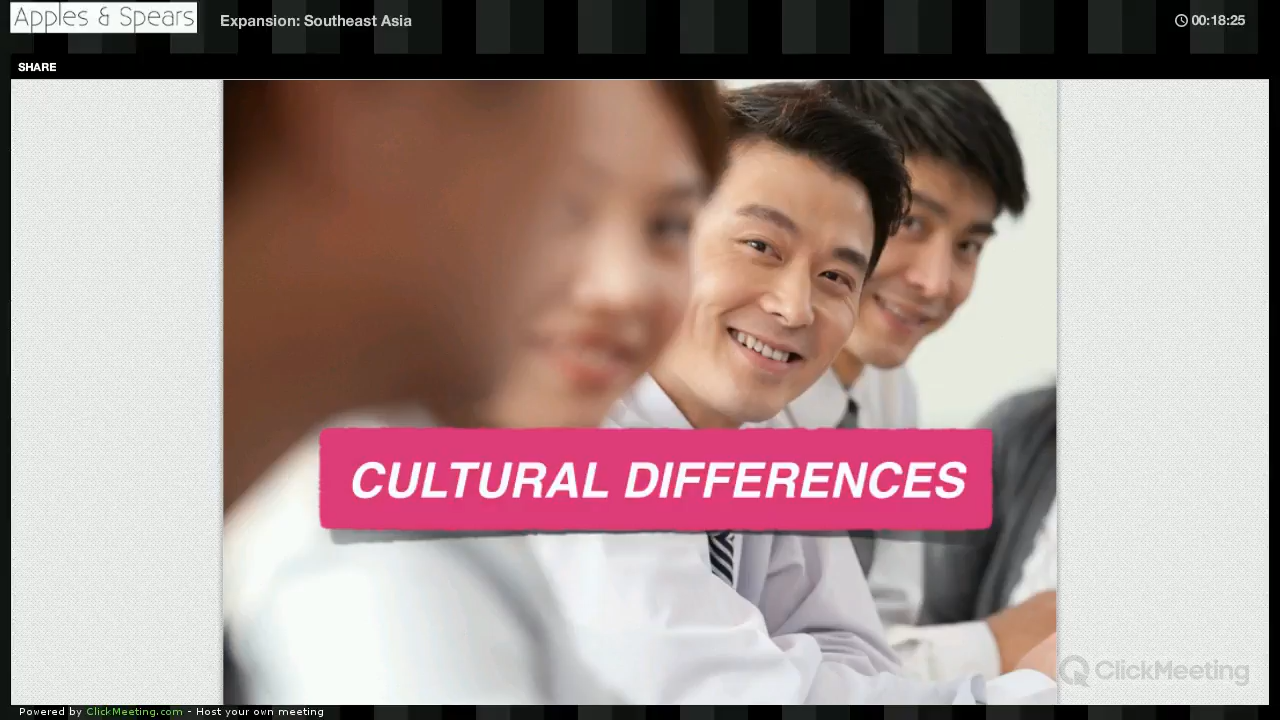 Apples & Spears
Expansion: Southeast Asia
00:18:25
SHARE
CULTURAL DIFFERENCES
ClickMeeting
Powered by ClickMeeting.com - Host your own meeting